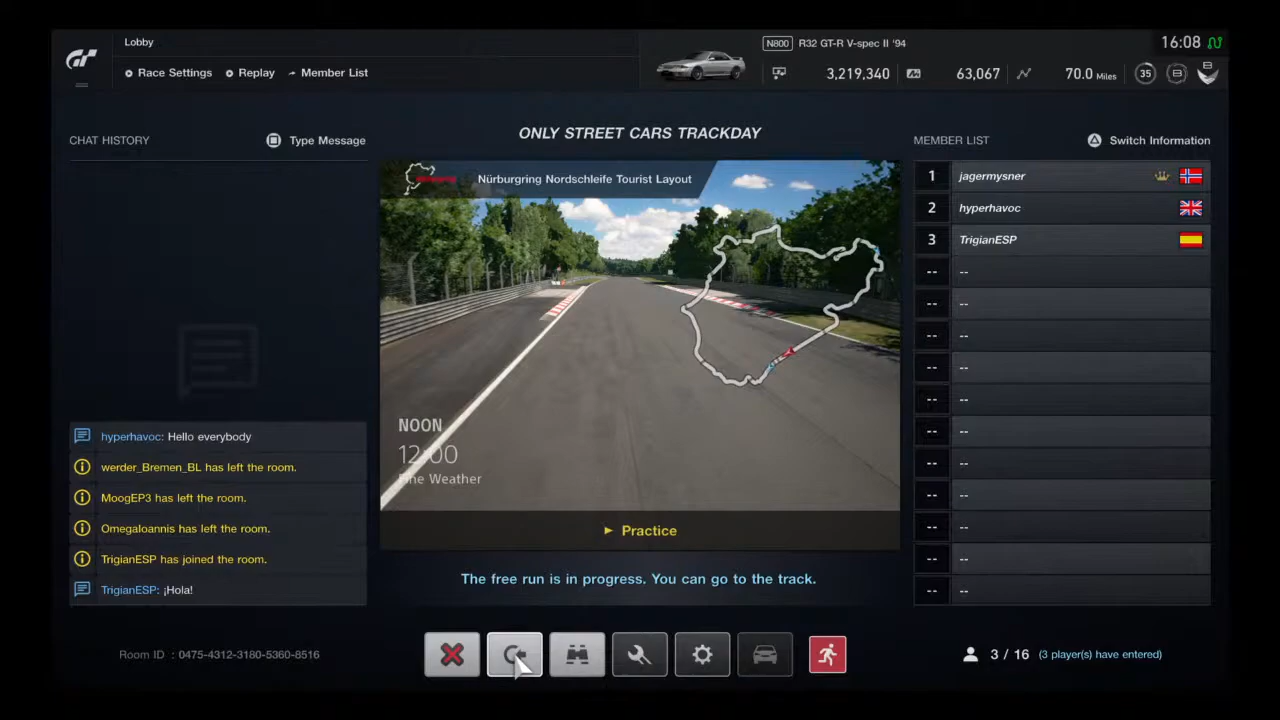 Lobby
Race Settings
Replay
Member List
N800 R32 GT-R V-spec II '94
3,219,340
63,067
70.0 Miles
35
16:08
CHAT HISTORY
Type Message
hyperhavoc: Hello everybody
werder_Bremen_BL has left the room.
MoogEP3 has left the room.
OmegaIoannis has left the room.
TrigianESP has joined the room.
TrigianESP: ¡Hola!
Room ID : 0475-4312-3180-5360-8516
ONLY STREET CARS TRACKDAY
Nürburgring Nordschleife Tourist Layout
NOON
12:00
Fine Weather
Practice
The free run is in progress. You can go to the track.
MEMBER LIST
Switch Information
1 jagermysner
2 hyperhavoc
3 TrigianESP
-- --
-- --
-- --
-- --
-- --
-- --
-- --
-- --
-- --
-- --
-- --
3 / 16 (3 player(s) have entered)